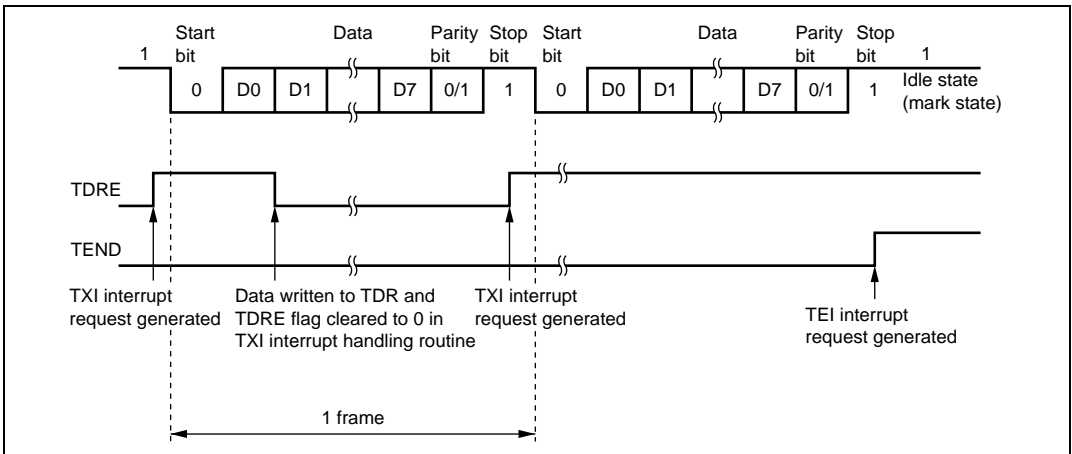 Start Data Parity Stop Start Data Parity Stop
1 bit bit bit bit bit bit 1
0 D0 D1 D7 0/1 1 0 D0 D1 D7 0/1 1 Idle state
(mark state)
TDRE
TEND
TXI interrupt
request generated
Data written to TDR and
TDRE flag cleared to 0 in
TXI interrupt handling routine
TXI interrupt
request generated
TEI interrupt
request generated
1 frame